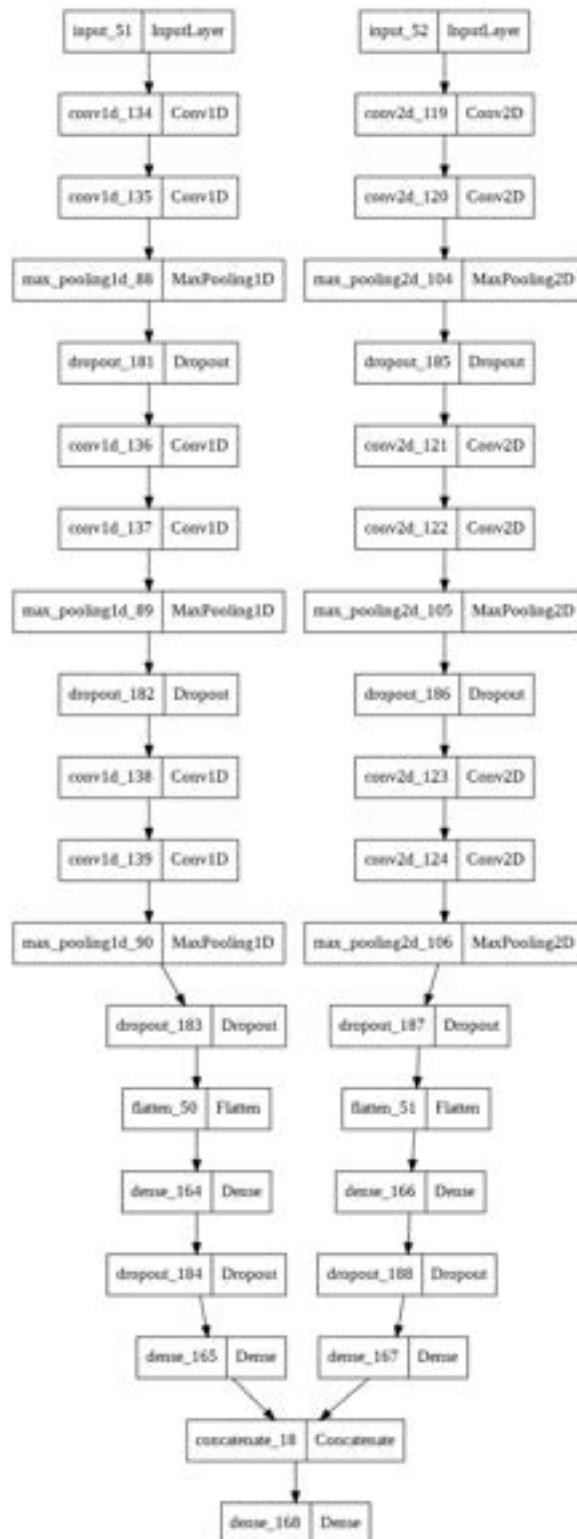 input_51 InputLayer input_52 InputLayer
conv1d_134 Conv1D conv2d_119 Conv2D
conv1d_135 Conv1D conv2d_120 Conv2D
max_pooling1d_88 MaxPooling1D max_pooling2d_104 MaxPooling2D
dropout_181 Dropout dropout_185 Dropout
conv1d_136 Conv1D conv2d_121 Conv2D
conv1d_137 Conv1D conv2d_122 Conv2D
max_pooling1d_89 MaxPooling1D max_pooling2d_105 MaxPooling2D
dropout_182 Dropout dropout_186 Dropout
conv1d_138 Conv1D conv2d_123 Conv2D
conv1d_139 Conv1D conv2d_124 Conv2D
max_pooling1d_90 MaxPooling1D max_pooling2d_106 MaxPooling2D
dropout_183 Dropout dropout_187 Dropout
flatten_50 Flatten flatten_51 Flatten
dense_164 Dense dense_166 Dense
dropout_184 Dropout dropout_188 Dropout
dense_165 Dense dense_167 Dense
concatenate_18 Concatenate
dense_168 Dense